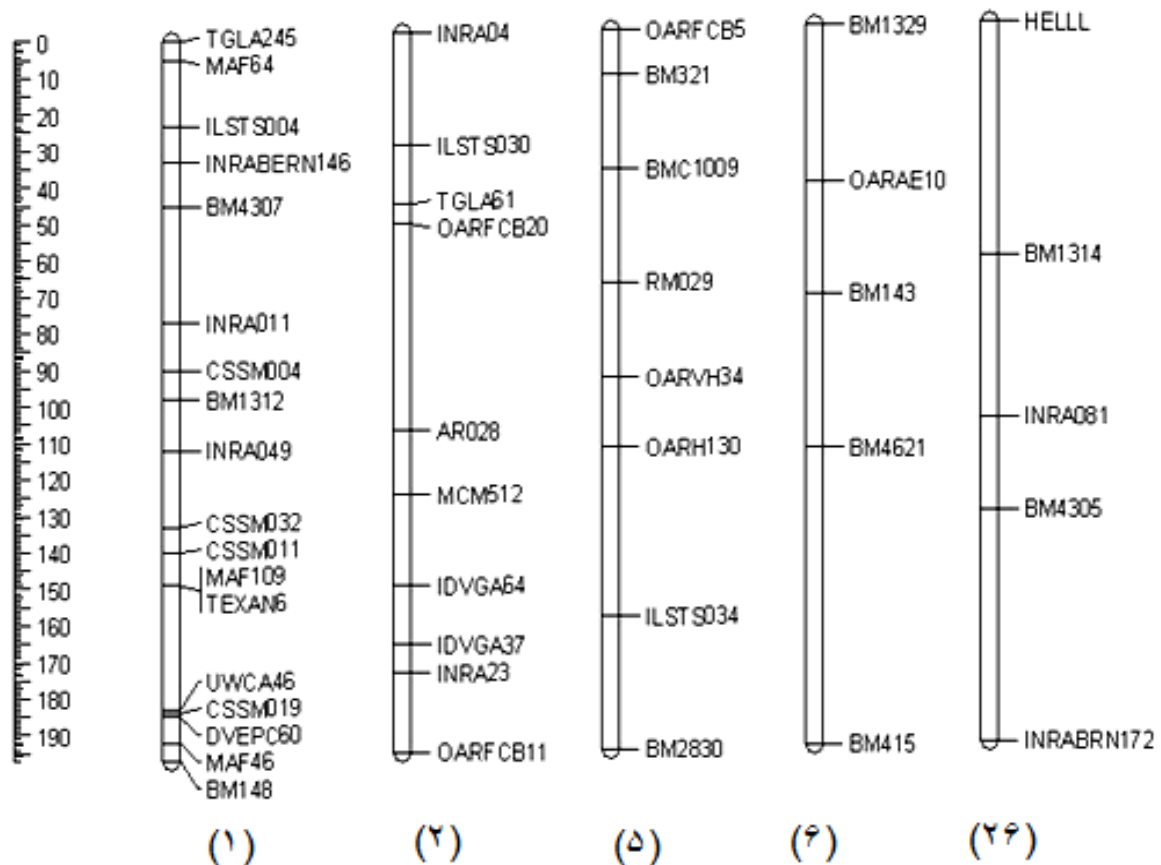 0
10
20
30
40
50
60
70
80
90
100
110
120
130
140
150
160
170
180
190
TGLA245
MAF64
ILSTS004
INRABERN146
BM4307
INRA011
CSSM004
BM1312
INRA049
CSSM032
CSSM011
MAF109
TEXAN6
UWCA46
CSSM019
DVEPC60
MAF46
BM148
(۱)
INRA04
ILSTS030
TGLA61
OARFCB20
AR028
MCM512
IDVGA64
IDVGA37
INRA23
OARFCB11
(۲)
OARFCB5
BM321
BMC1009
RM029
OARVH34
OARH130
ILSTS034
BM2830
(۵)
BM1329
OARAE10
BM143
BM4621
BM415
(۶)
HELLL
BM1314
INRA081
BM4305
INRABRN172
(۲۶)